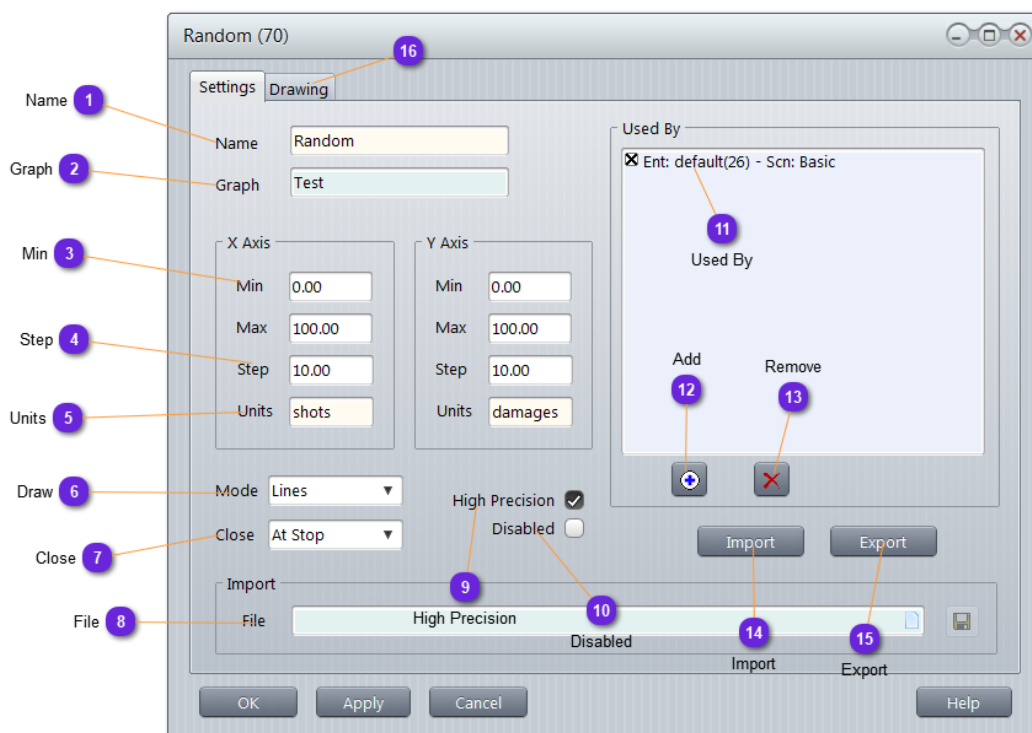 Random (70)
16
Settings
Drawing
Name 1
Name
Random
Graph 2
Graph
Test
Used By
Ent: default(26) - Scn: Basic
11
Used By
X Axis
Y Axis
Min 3
Min
0.00
Min
0.00
Max
100.00
Max
100.00
Step 4
Step
10.00
Step
10.00
Units 5
Units
shots
Units
damages
Add
12
Remove
13
Draw 6
Mode
Lines
High Precision
Close 7
Close
At Stop
Disabled
Import
Export
Import
9
10
File 8
File
High Precision
Disabled
14
Import
15
Export
OK
Apply
Cancel
Help